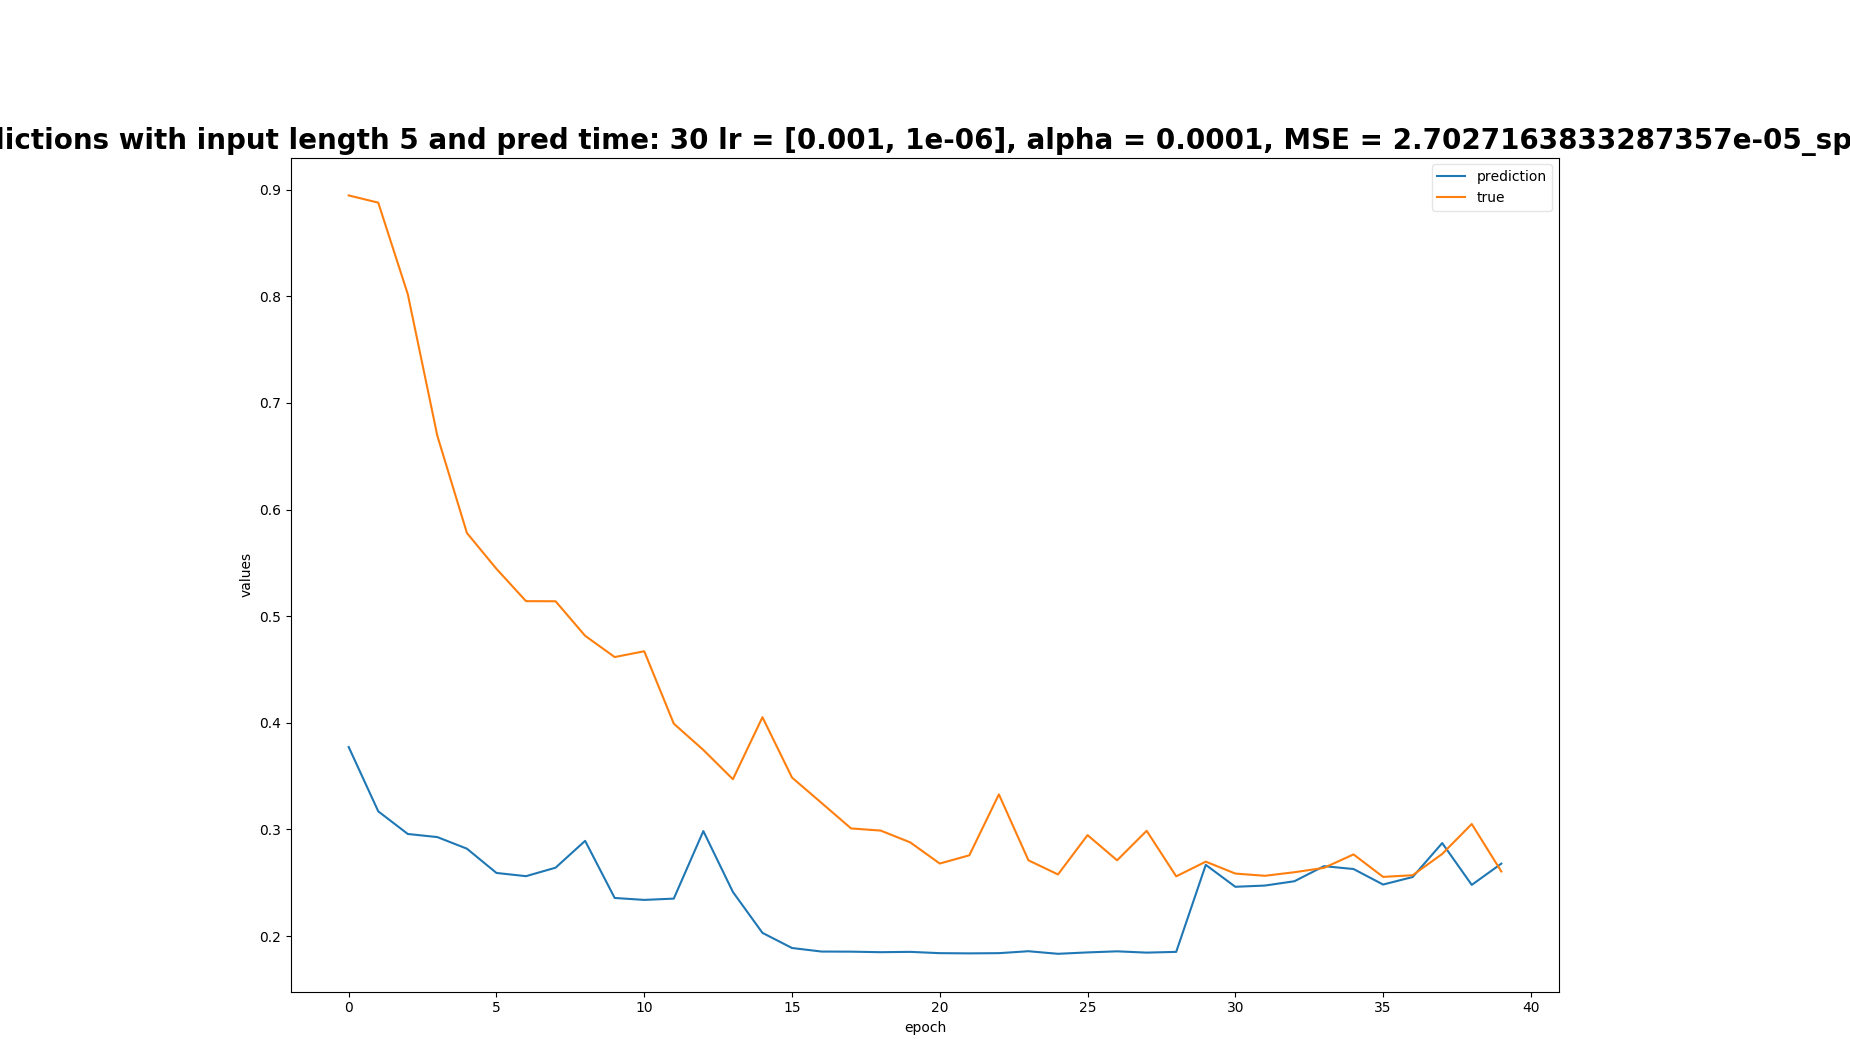 dictions with input length 5 and pred time: 30 lr = [0.001, 1e-06], alpha = 0.0001, MSE = 2.7027163833287357e-05_sp
prediction
true
0.9
0.8
0.7
0.6
0.5
0.4
0.3
0.2
values
0 5 10 15 20 25 30 35 40
epoch